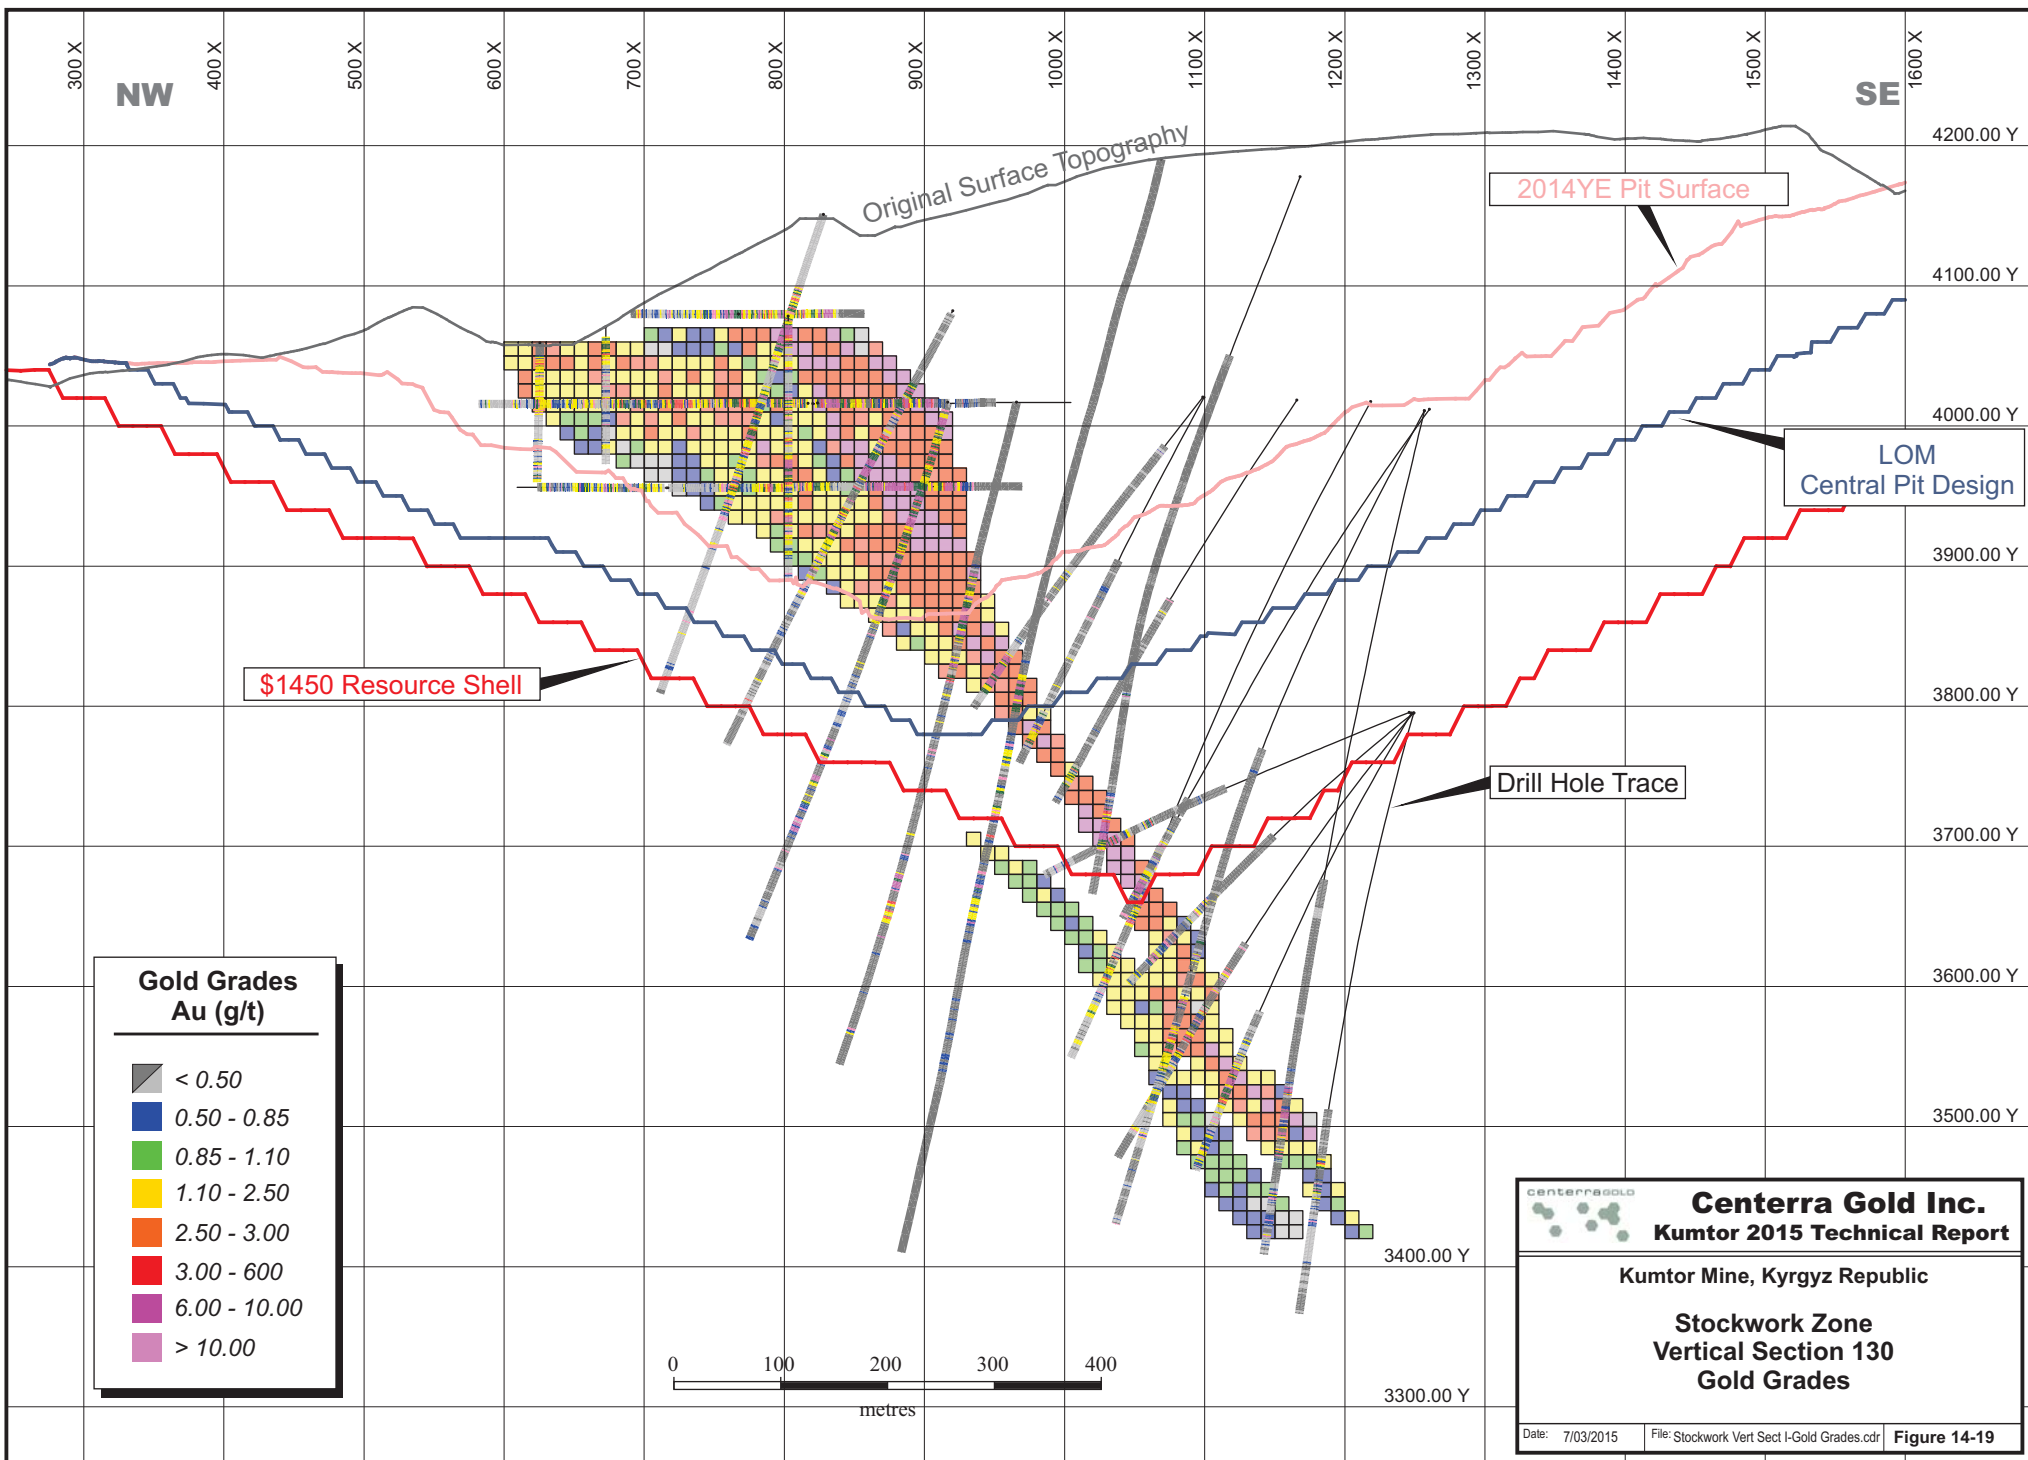 300 X
400 X
500 X
600 X
700 X
800 X
900 X
1000 X
1100 X
1200 X
1300 X
1400 X
1500 X
1600 X
NW
SE
4200.00 Y
Original Surface Topography
2014YE Pit Surface
4100.00 Y
4000.00 Y
LOM
Central Pit Design
3900.00 Y
$1450 Resource Shell
3800.00 Y
Drill Hole Trace
3700.00 Y
3600.00 Y
3500.00 Y
3400.00 Y
3300.00 Y
Gold Grades
Au (g/t)
< 0.50
0.50 - 0.85
0.85 - 1.10
1.10 - 2.50
2.50 - 3.00
3.00 - 600
6.00 - 10.00
> 10.00
0 100 200 300 400
metres
centerraGOLD
Centerra Gold Inc.
Kumtor 2015 Technical Report
Kumtor Mine, Kyrgyz Republic
Stockwork Zone
Vertical Section 130
Gold Grades
Date: 7/03/2015
File: Stockwork Vert Sect I-Gold Grades.cdr
Figure 14-19